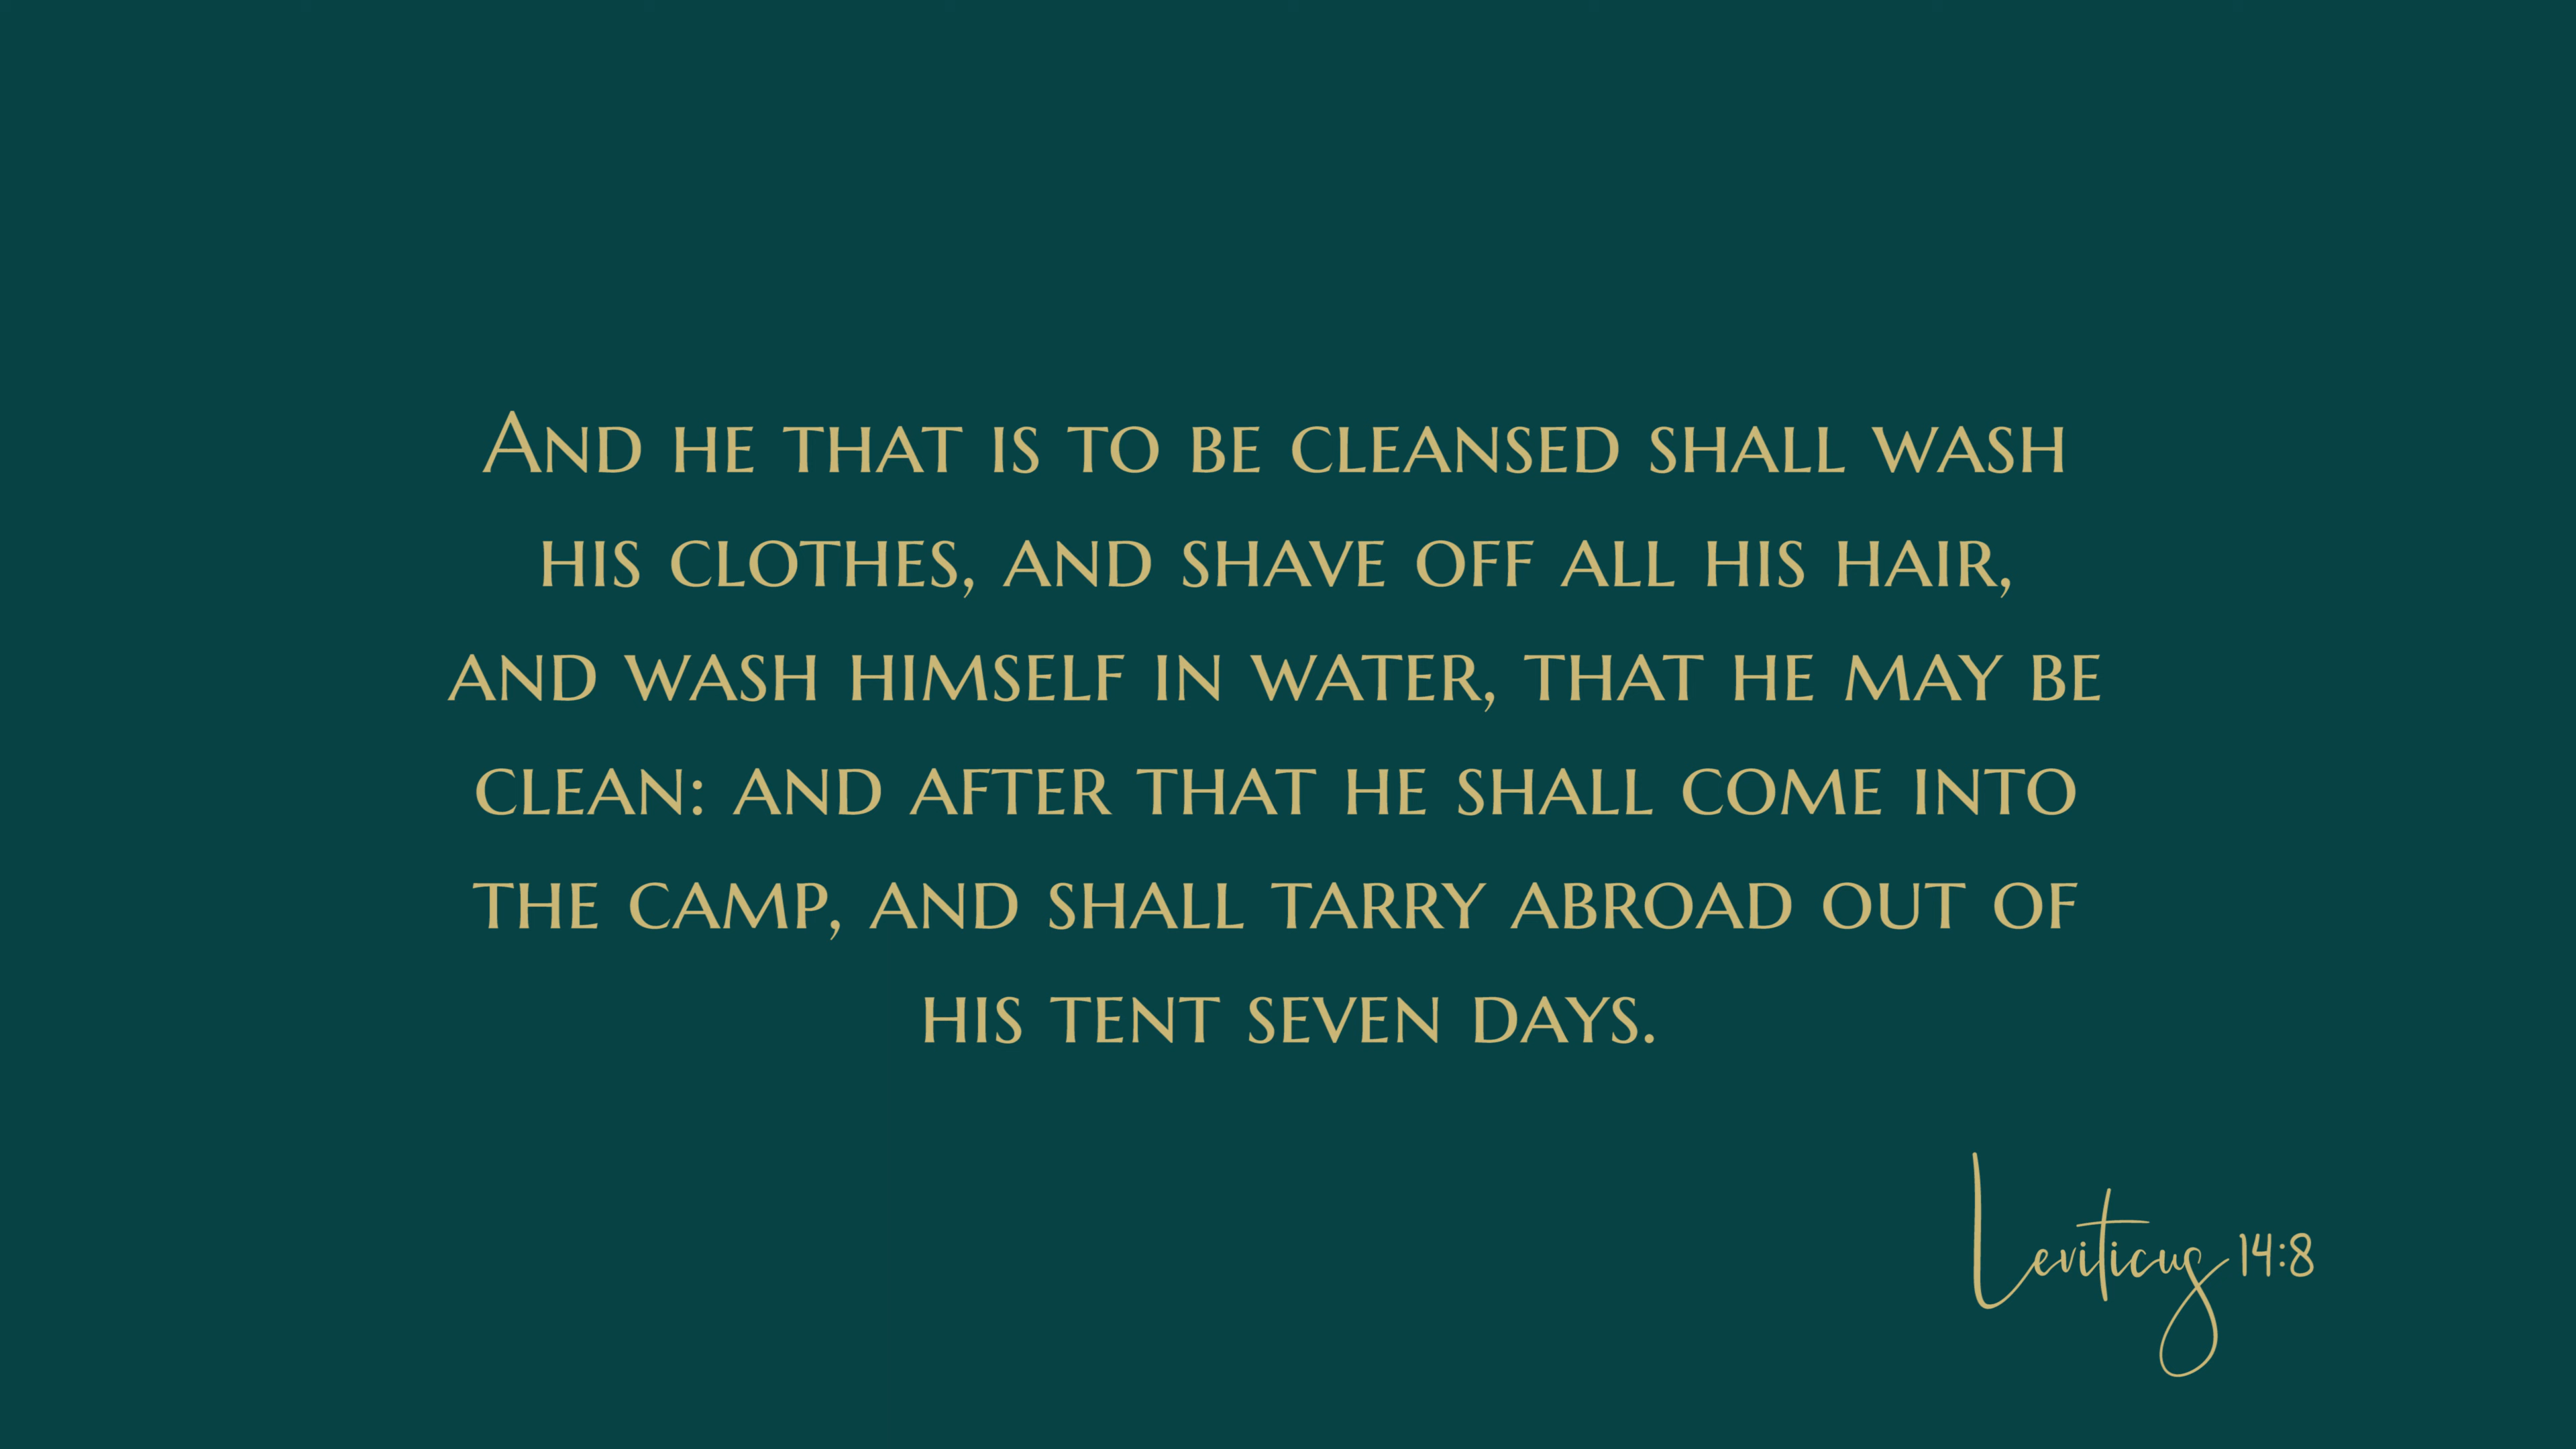 And he that is to be cleansed shall wash
his clothes, and shave off all his hair,
and wash himself in water, that he may be
clean: and after that he shall come into
the camp, and shall tarry abroad out of
his tent seven days.
Leviticus 14:8